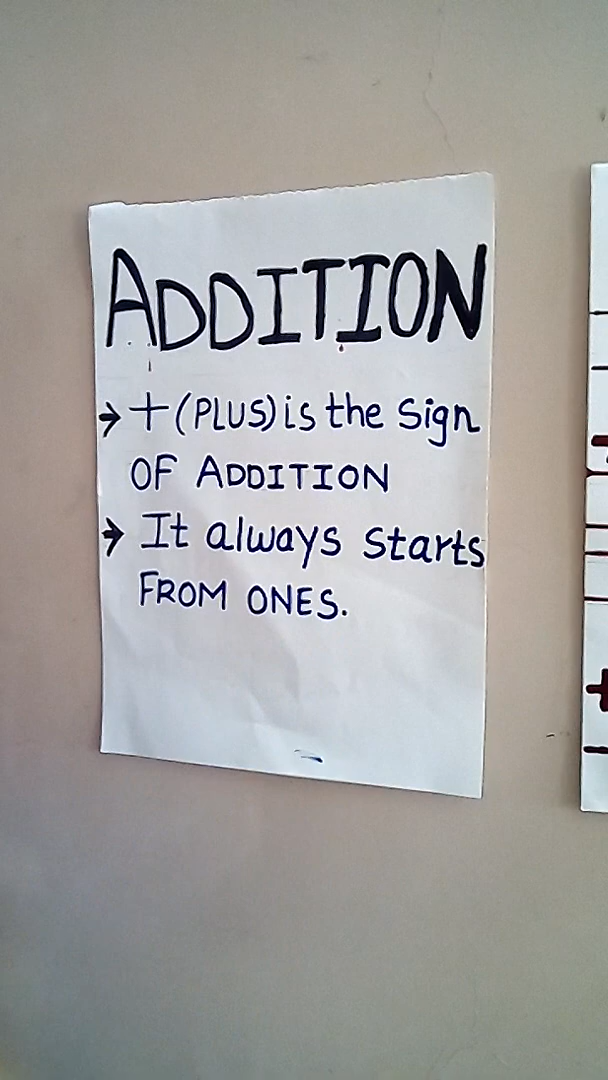 ADDITION
→ + (PLUS) is the Sign
OF ADDITION
→ It always starts
FROM ONES.
+